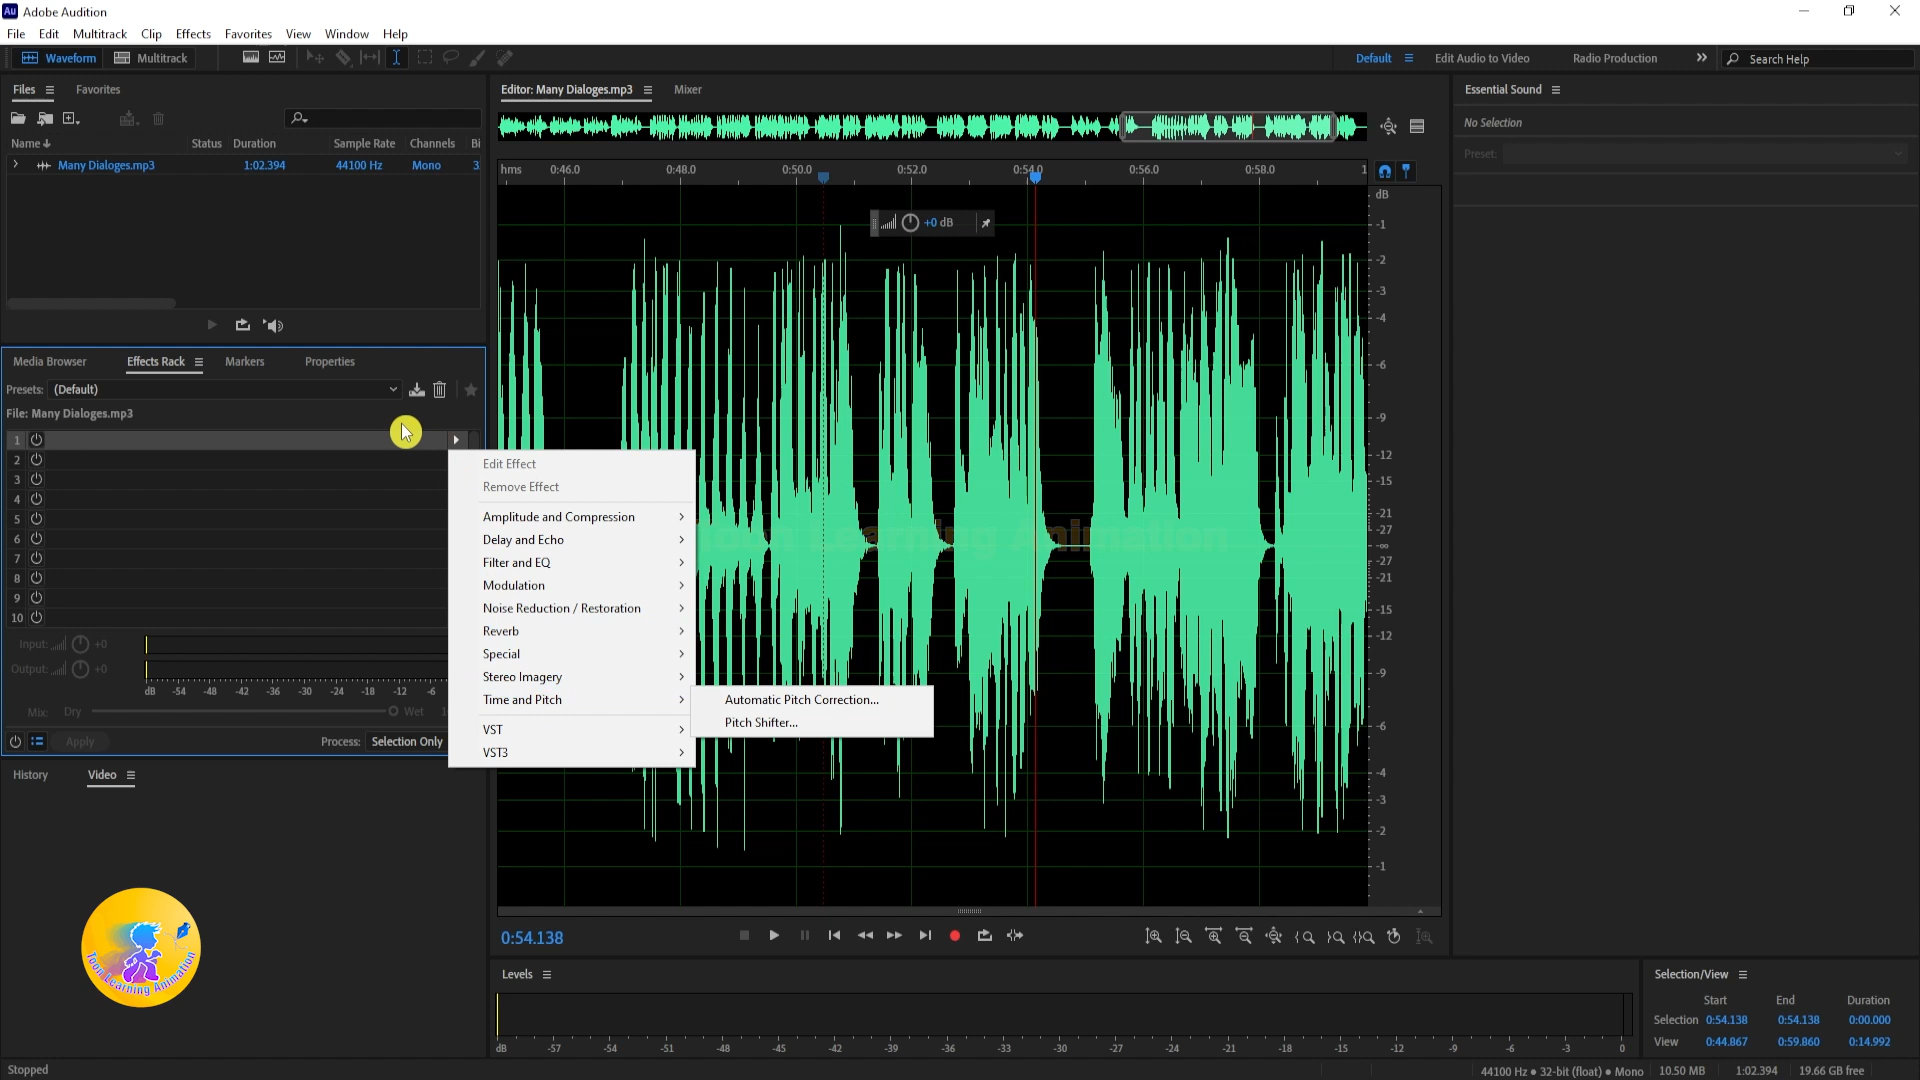 Au Adobe Audition
File Edit Multitrack Clip Effects Favorites View Window Help
Waveform Multitrack
Default Edit Audio to Video Radio Production Search Help
Files Favorites
Name Status Duration Sample Rate Channels Bi
Many Dialoges.mp3 1:02.394 44100 Hz Mono 3
Media Browser Effects Rack Markers Properties
Presets: (Default)
File: Many Dialoges.mp3
1
2
3
4
5
6
7
8
9
10
Input: +0
Output: +0
dB -54 -48 -42 -36 -30 -24 -18 -12 -6
Mix: Dry Wet 1
Apply Process: Selection Only
Edit Effect
Remove Effect
Amplitude and Compression
Delay and Echo
Filter and EQ
Modulation
Noise Reduction / Restoration
Reverb
Special
Stereo Imagery
Time and Pitch
VST
VST3
Automatic Pitch Correction...
Pitch Shifter...
History Video
Toon Learning Animation
Editor: Many Dialoges.mp3 Mixer
hms 0:46.0 0:48.0 0:50.0 0:52.0 0:54.0 0:56.0 0:58.0 1
+0 dB
dB
-1
-2
-3
-4
-6
-9
-12
-15
-21
-27
-∞
-27
-21
-15
-12
-9
-6
-4
-3
-2
-1
Learning Animation
0:54.138
Levels
dB -57 -54 -51 -48 -45 -42 -39 -36 -33 -30 -27 -24 -21 -18 -15 -12 -9 -6 -3 0
Essential Sound
No Selection
Preset:
Selection/View
Start End Duration
Selection 0:54.138 0:54.138 0:00.000
View 0:44.867 0:59.860 0:14.992
Stopped
44100 Hz • 32-bit (float) • Mono 10.50 MB 1:02.394 19.66 GB free